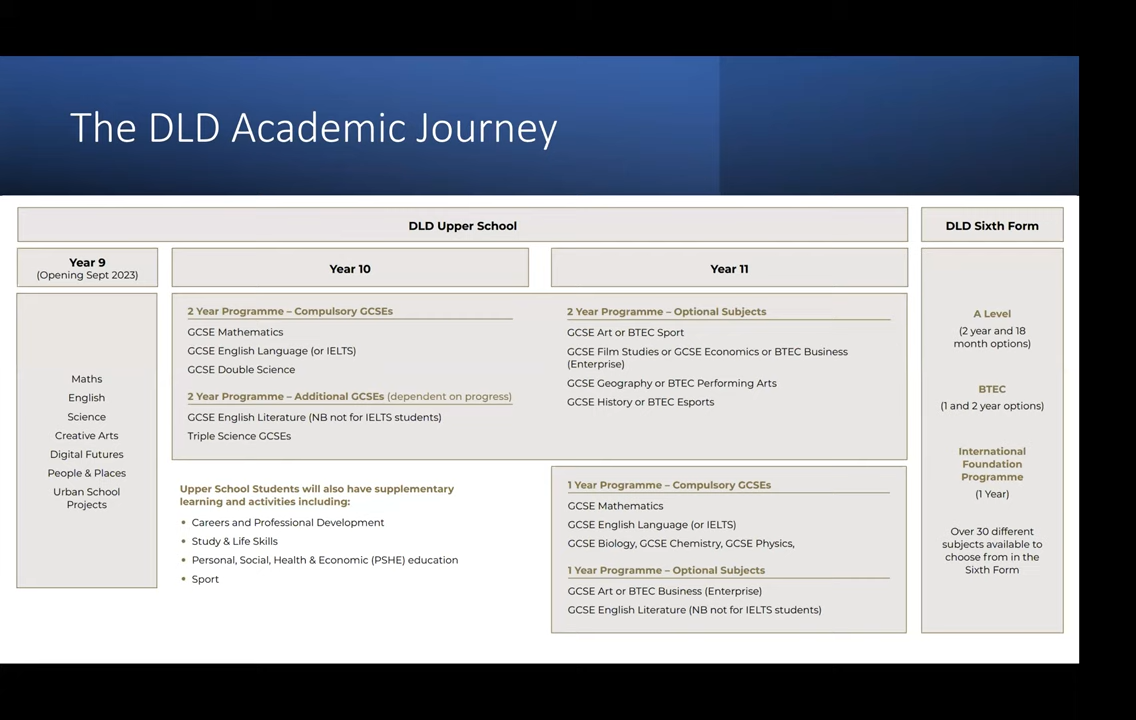 The DLD Academic Journey
DLD Upper School
DLD Sixth Form
Year 9
(Opening Sept 2023)
Year 10
Year 11
Maths
English
Science
Creative Arts
Digital Futures
People & Places
Urban School
Projects
2 Year Programme – Compulsory GCSEs
GCSE Mathematics
GCSE English Language (or IELTS)
GCSE Double Science
2 Year Programme – Additional GCSEs (dependent on progress)
GCSE English Literature (NB not for IELTS students)
Triple Science GCSEs
2 Year Programme – Optional Subjects
GCSE Art or BTEC Sport
GCSE Film Studies or GCSE Economics or BTEC Business
(Enterprise)
GCSE Geography or BTEC Performing Arts
GCSE History or BTEC Esports
Upper School Students will also have supplementary
learning and activities including:
• Careers and Professional Development
• Study & Life Skills
• Personal, Social, Health & Economic (PSHE) education
• Sport
1 Year Programme – Compulsory GCSEs
GCSE Mathematics
GCSE English Language (or IELTS)
GCSE Biology, GCSE Chemistry, GCSE Physics,
1 Year Programme – Optional Subjects
GCSE Art or BTEC Business (Enterprise)
GCSE English Literature (NB not for IELTS students)
A Level
(2 year and 18
month options)
BTEC
(1 and 2 year options)
International
Foundation
Programme
(1 Year)
Over 30 different
subjects available to
choose from in the
Sixth Form